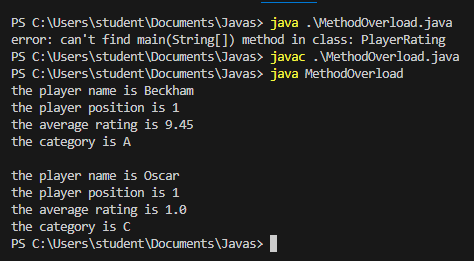 PS C:\Users\student\Documents\Javas> java .\MethodOverload.java
error: can't find main(String[]) method in class: PlayerRating
PS C:\Users\student\Documents\Javas> javac .\MethodOverload.java
PS C:\Users\student\Documents\Javas> java MethodOverload
the player name is Beckham
the player position is 1
the average rating is 9.45
the category is A

the player name is Oscar
the player position is 1
the average rating is 1.0
the category is C
PS C:\Users\student\Documents\Javas>